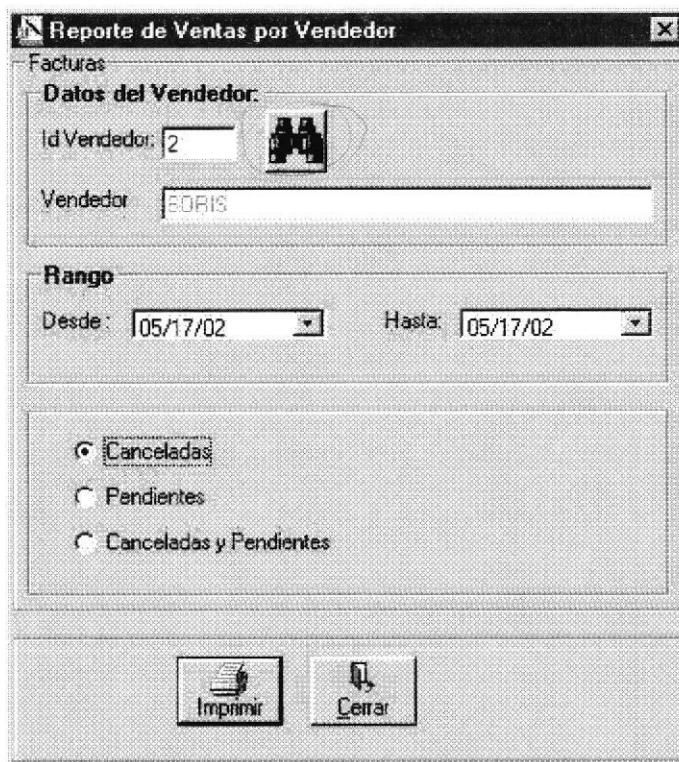 Reporte de Ventas por Vendedor
Facturas
Datos del Vendedor:
Id Vendedor: 2
Vendedor BORIS
Rango
Desde : 05/17/02 Hasta: 05/17/02
Canceladas
Pendientes
Canceladas y Pendientes
Imprimir Cerrar